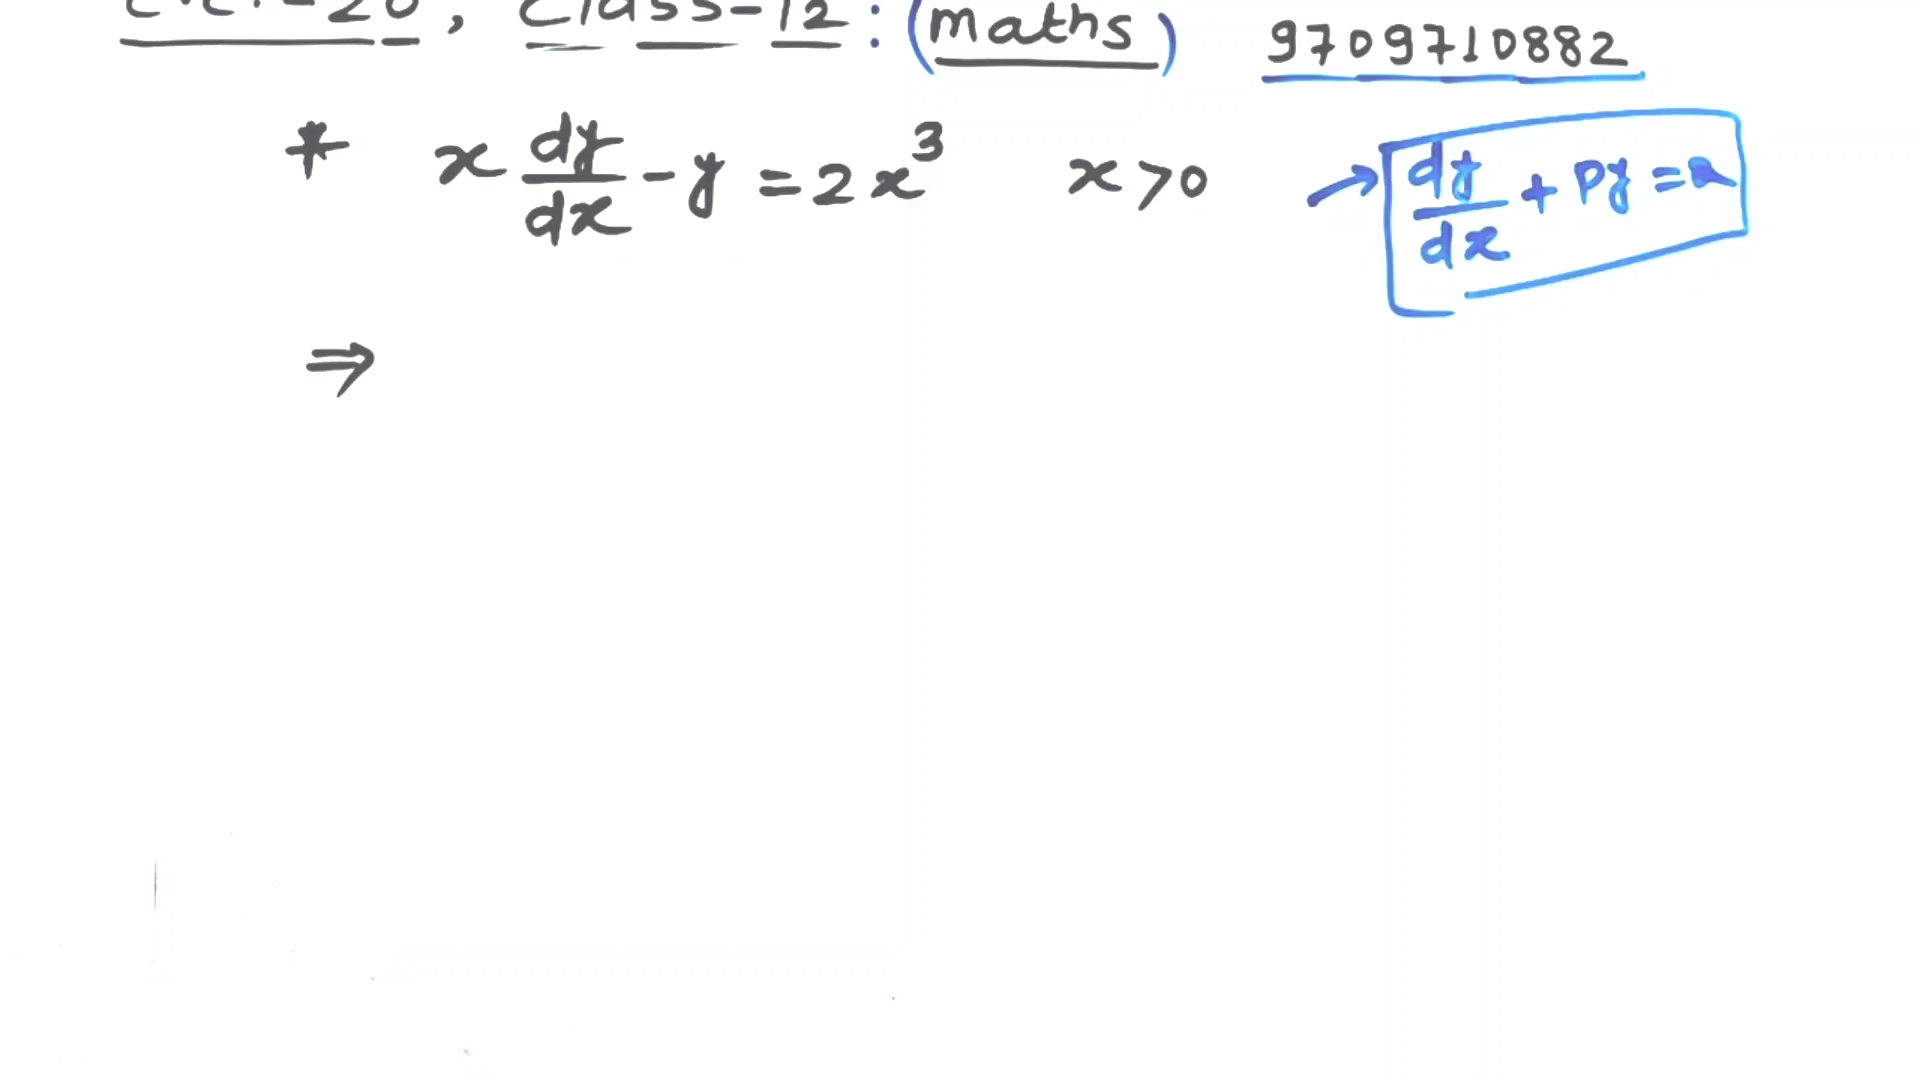 , Class-12 : (maths) 9709710882
* x dy/dx - y = 2x³ x>0 → dy/dx + Py =
⇒